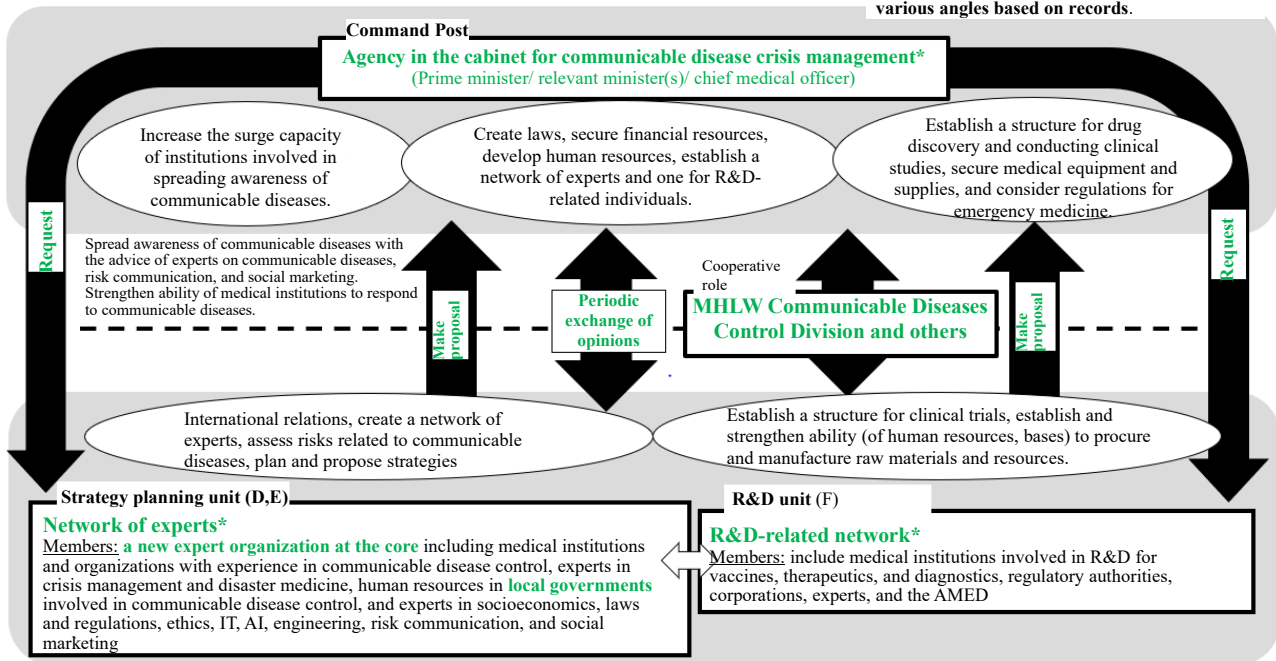 various angles based on records.
Command Post
Agency in the cabinet for communicable disease crisis management*
(Prime minister/ relevant minister(s)/ chief medical officer)
Increase the surge capacity
of institutions involved in
spreading awareness of
communicable diseases.
Create laws, secure financial resources,
develop human resources, establish a
network of experts and one for R&D-
related individuals.
Establish a structure for drug
discovery and conducting clinical
studies, secure medical equipment and
supplies, and consider regulations for
emergency medicine.
Request
Request
Spread awareness of communicable diseases with
the advice of experts on communicable diseases,
risk communication, and social marketing.
Strengthen ability of medical institutions to respond
to communicable diseases.
Make
proposal
Periodic
exchange of
opinions
Cooperative
role
MHLW Communicable Diseases
Control Division and others
Make
proposal
International relations, create a network of
experts, assess risks related to communicable
diseases, plan and propose strategies
Establish a structure for clinical trials, establish and
strengthen ability (of human resources, bases) to procure
and manufacture raw materials and resources.
Strategy planning unit (D,E)
Network of experts*
Members: a new expert organization at the core including medical institutions
and organizations with experience in communicable disease control, experts in
crisis management and disaster medicine, human resources in local governments
involved in communicable disease control, and experts in socioeconomics, laws
and regulations, ethics, IT, AI, engineering, risk communication, and social
marketing
R&D unit (F)
R&D-related network*
Members: include medical institutions involved in R&D for
vaccines, therapeutics, and diagnostics, regulatory authorities,
corporations, experts, and the AMED